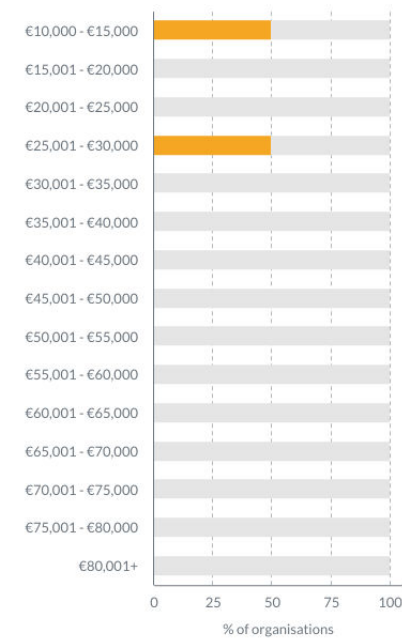 €10,000 - €15,000
€15,001 - €20,000
€20,001 - €25,000
€25,001 - €30,000
€30,001 - €35,000
€35,001 - €40,000
€40,001 - €45,000
€45,001 - €50,000
€50,001 - €55,000
€55,001 - €60,000
€60,001 - €65,000
€65,001 - €70,000
€70,001 - €75,000
€75,001 - €80,000
€80,001+
0 25 50 75 100
% of organisations